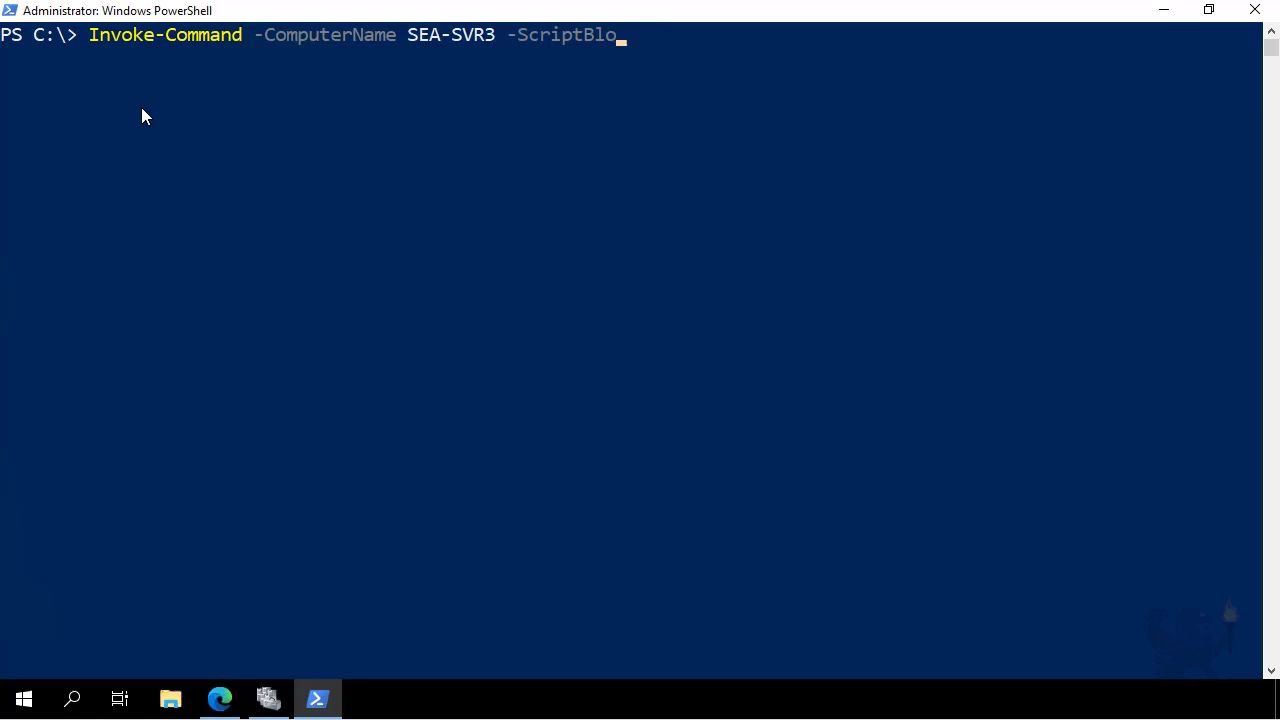 Administrator: Windows PowerShell
PS C:\> Invoke-Command -ComputerName SEA-SVR3 -ScriptBlo